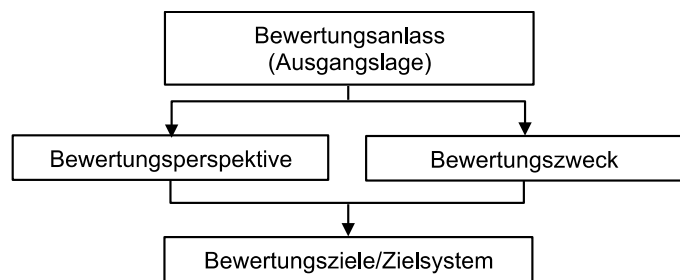 Bewertungsanlass
(Ausgangslage)
Bewertungsperspektive
Bewertungszweck
Bewertungsziele/Zielsystem